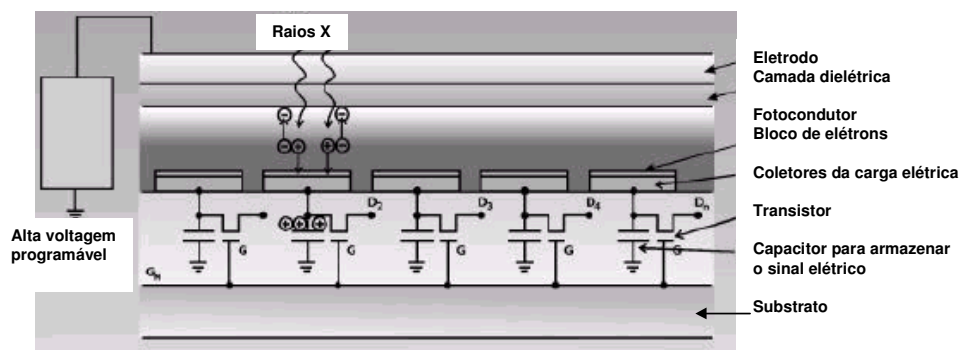 Raios X
Eletrodo
Camada dielétrica
Fotocondutor
Bloco de elétrons
Coletores da carga elétrica
D2 D3 D4 Dn
Transistor
Alta voltagem
programável
G G G G G
Capacitor para armazenar
o sinal elétrico
GM
Substrato